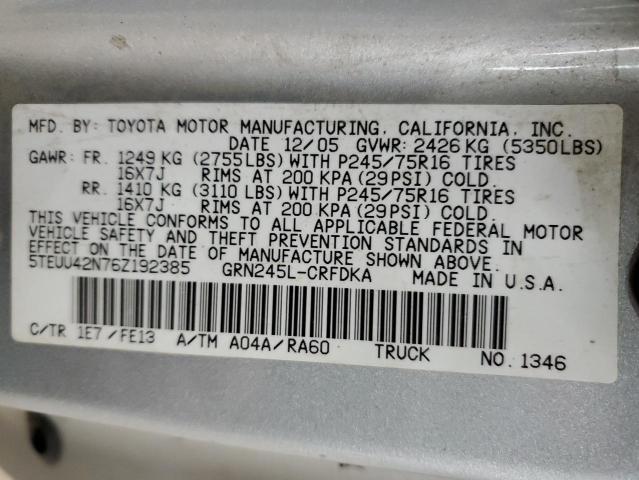 MFD. BY: TOYOTA MOTOR MANUFACTURING, CALIFORNIA, INC.
DATE 12/05 GVWR: 2426 KG (5350LBS)
GAWR: FR. 1249 KG (2755LBS) WITH P245/75R16 TIRES
16X7J RIMS AT 200 KPA (29PSI) COLD.
RR. 1410 KG (3110 LBS) WITH P245/75R16 TIRES
16X7J RIMS AT 200 KPA (29PSI) COLD.
THIS VEHICLE CONFORMS TO ALL APPLICABLE FEDERAL MOTOR
VEHICLE SAFETY AND THEFT PREVENTION STANDARDS IN
EFFECT ON THE DATE OF MANUFACTURE SHOWN ABOVE.
5TEUU42N76Z192385 GRN245L-CRFDKA MADE IN U.S.A.
C/TR 1E7/FE13 A/TM A04A/RA60 TRUCK NO. 1346